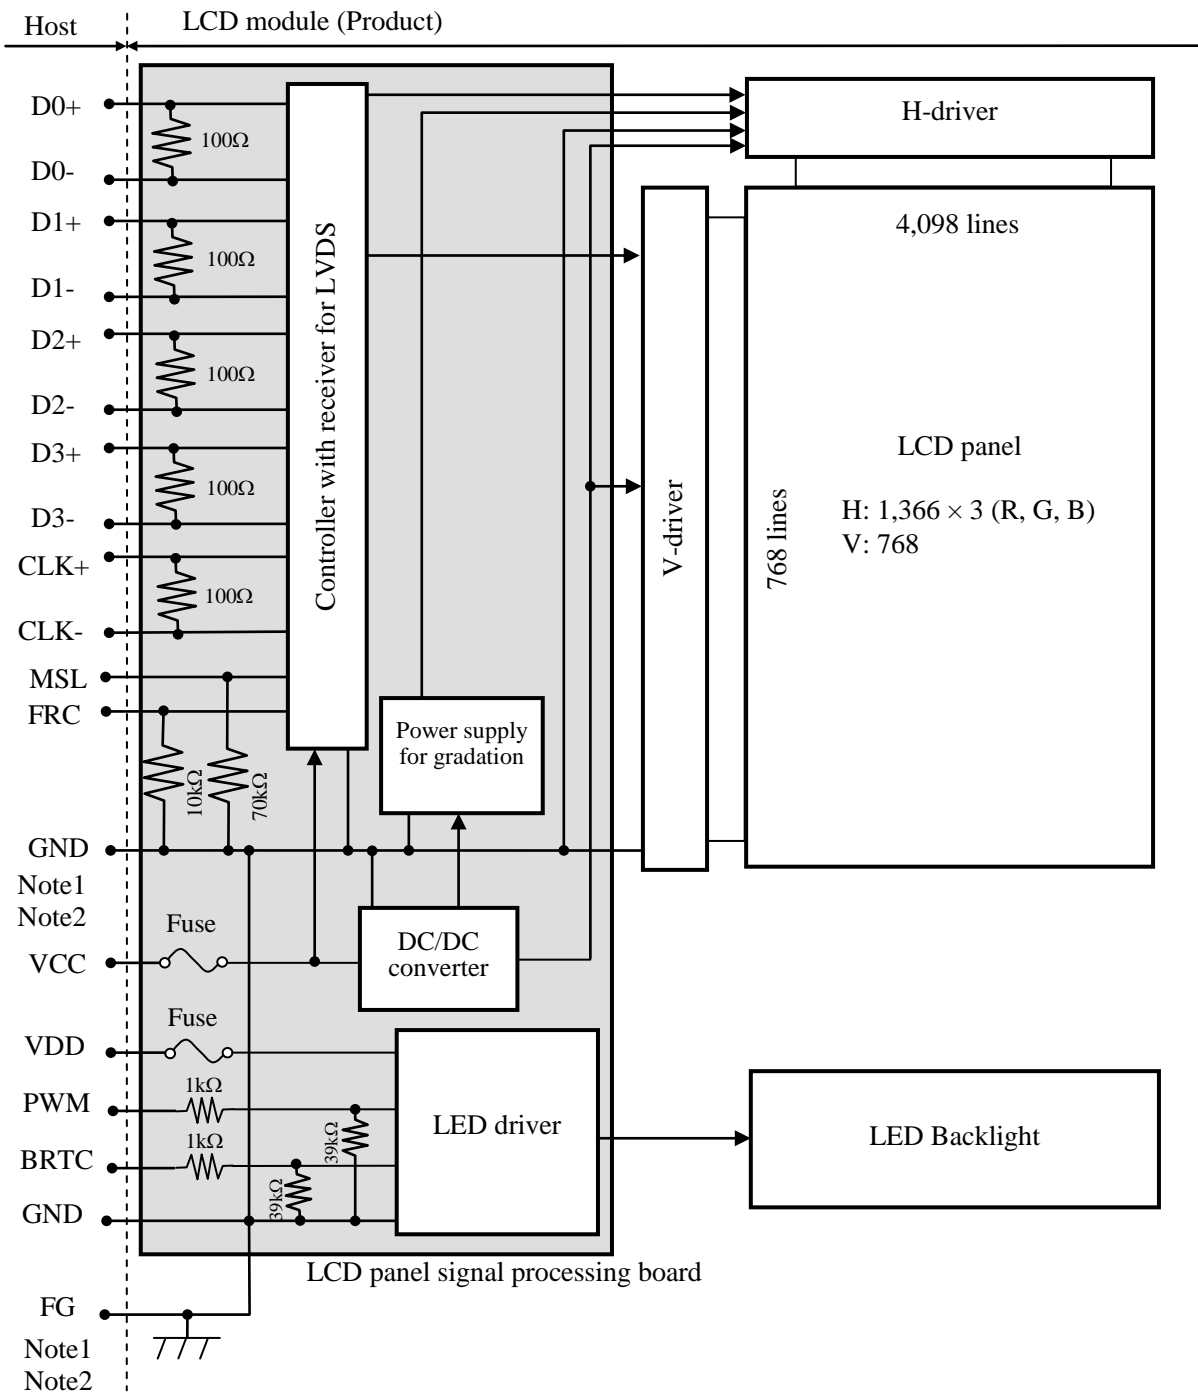 Host
LCD module (Product)
D0+
100Ω
D0-
D1+
100Ω
D1-
D2+
100Ω
D2-
D3+
100Ω
D3-
CLK+
100Ω
CLK-
MSL
FRC
10kΩ
70kΩ
GND
Note1
Note2
Fuse
VCC
Fuse
VDD
1kΩ
PWM
39kΩ
1kΩ
BRTC
39kΩ
GND
FG
Note1
Note2
Controller with receiver for LVDS
Power supply
for gradation
DC/DC
converter
LED driver
LCD panel signal processing board
H-driver
V-driver
4,098 lines
768 lines
LCD panel
H: 1,366 × 3 (R, G, B)
V: 768
LED Backlight